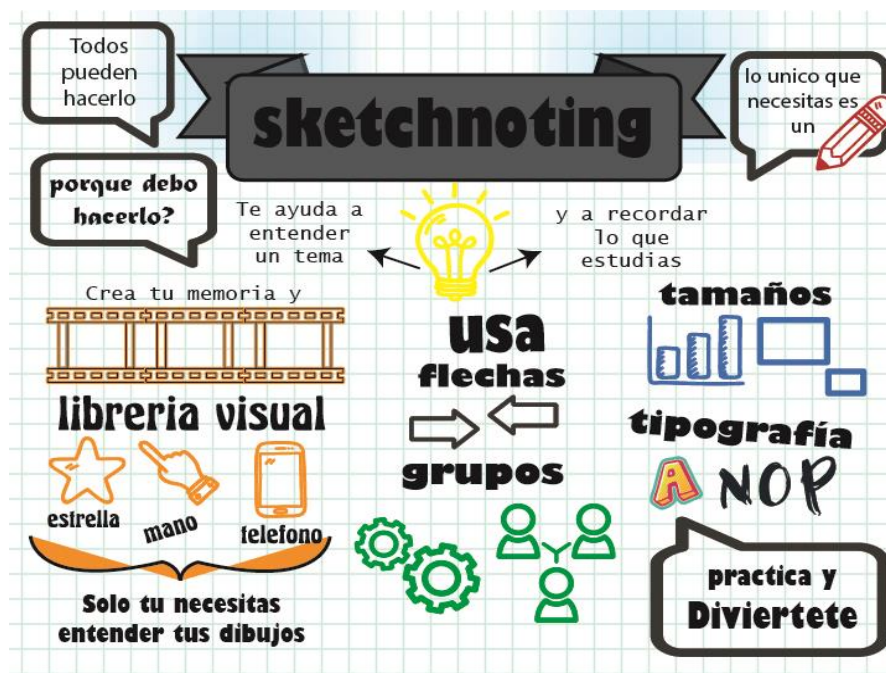 Todos
pueden
hacerlo
sketchnoting
lo unico que
necesitas es
un
porque debo
hacerlo?
Te ayuda a
entender
un tema
y a recordar
lo que
estudias
Crea tu memoria y
libreria visual
estrella
mano
telefono
Solo tu necesitas
entender tus dibujos
usa
flechas
grupos
tamaños
tipografía
A NOP
practica y
Diviertete